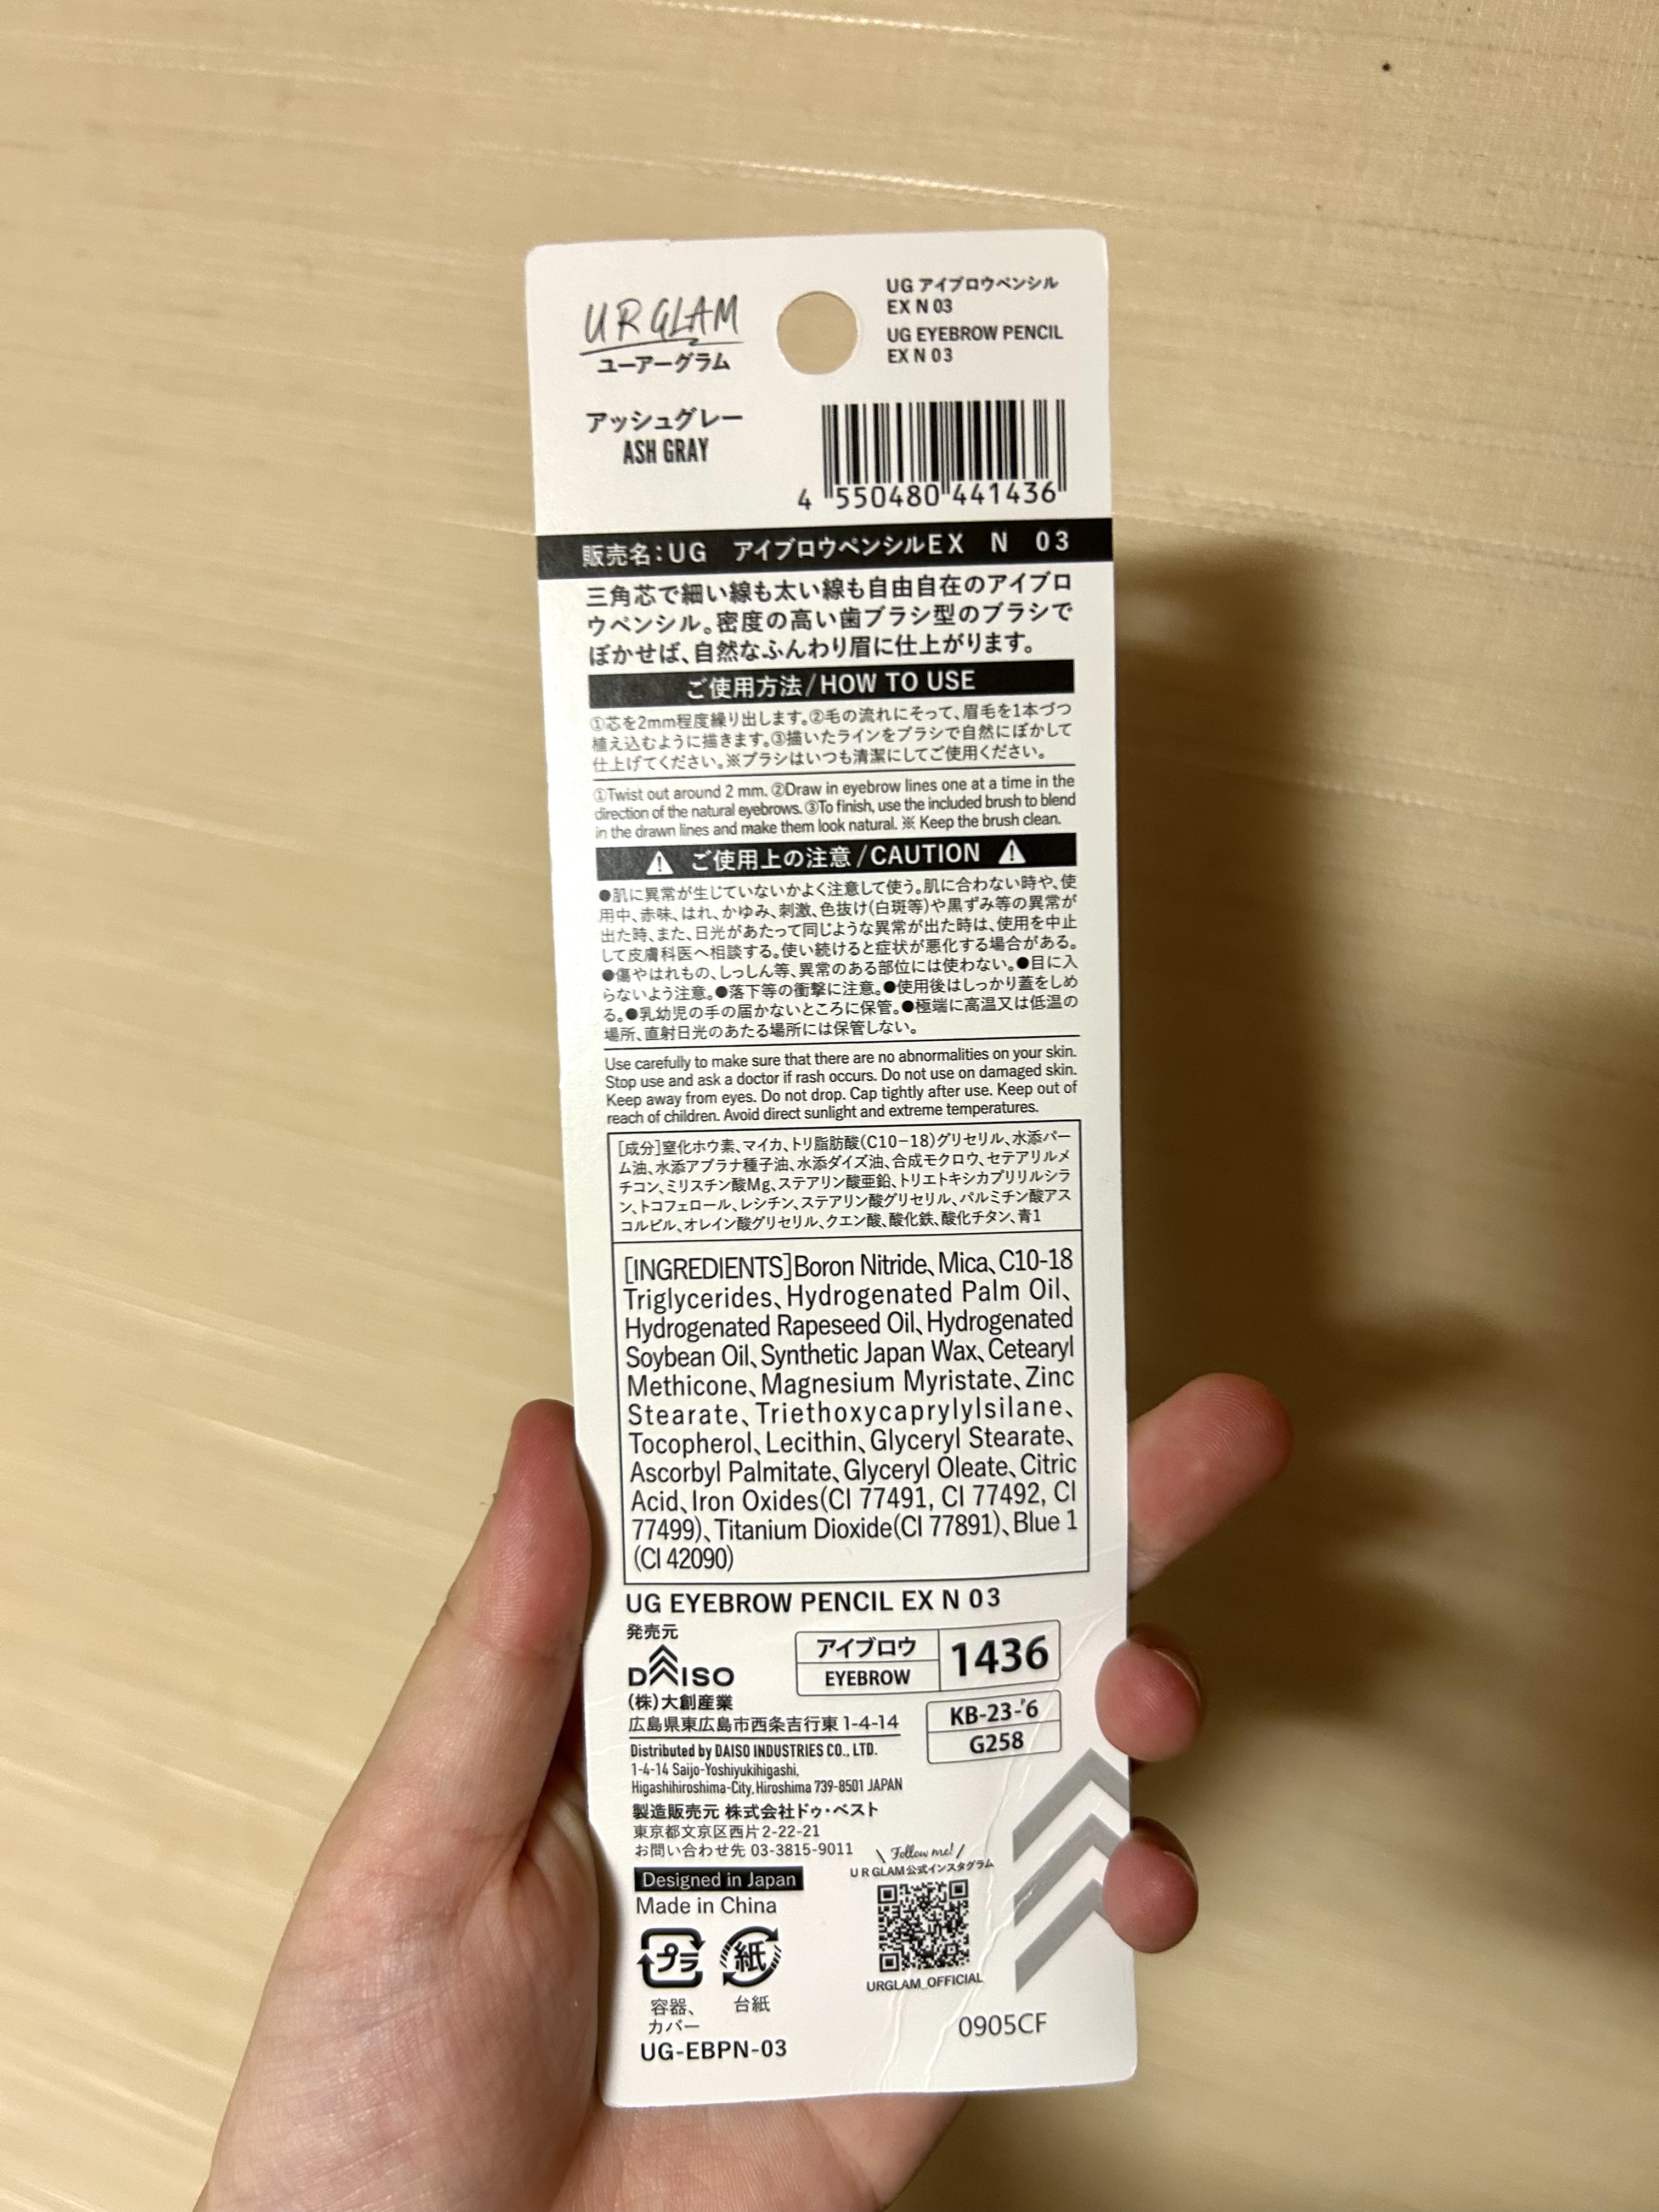 URGLAM
ユーアーグラム
UG アイブロウペンシル
EX N 03
UG EYEBROW PENCIL
EX N 03
アッシュグレー
ASH GRAY
4 550480 441436
販売名：UG アイブロウペンシルEX N 03
三角芯で細い線も太い線も自由自在のアイブロ
ウペンシル。密度の高い歯ブラシ型のブラシで
ぼかせば、自然なふんわり眉に仕上がります。
ご使用方法/HOW TO USE
①芯を2mm程度繰り出します。②毛の流れにそって、眉毛を1本づつ
植え込むように描きます。③描いたラインをブラシで自然にぼかして
仕上げてください。※ブラシはいつも清潔にしてご使用ください。
①Twist out around 2 mm. ②Draw in eyebrow lines one at a time in the
direction of the natural eyebrows. ③To finish, use the included brush to blend
in the drawn lines and make them look natural. ※ Keep the brush clean.
ご使用上の注意/CAUTION
●肌に異常が生じていないかよく注意して使う。肌に合わない時や、使
用中、赤味、はれ、かゆみ、刺激、色抜け(白斑等)や黒ずみ等の異常が
出た時、また、日光があたって同じような異常が出た時は、使用を中止
して皮膚科医へ相談する。使い続けると症状が悪化する場合がある。
●傷やはれもの、しっしん等、異常のある部位には使わない。●目に入
らないよう注意。●落下等の衝撃に注意。●使用後はしっかり蓋をしめ
る。●乳幼児の手の届かないところに保管。●極端に高温又は低温の
場所、直射日光のあたる場所には保管しない。
Use carefully to make sure that there are no abnormalities on your skin.
Stop use and ask a doctor if rash occurs. Do not use on damaged skin.
Keep away from eyes. Do not drop. Cap tightly after use. Keep out of
reach of children. Avoid direct sunlight and extreme temperatures.
[成分]窒化ホウ素、マイカ、トリ脂肪酸(C10-18)グリセリル、水添パー
ム油、水添アブラナ種子油、水添ダイズ油、合成モクロウ、セテアリルメ
チコン、ミリスチン酸Mg、ステアリン酸亜鉛、トリエトキシカプリリルシラ
ン、トコフェロール、レシチン、ステアリン酸グリセリル、パルミチン酸アス
コルビル、オレイン酸グリセリル、クエン酸、酸化鉄、酸化チタン、青1
[INGREDIENTS]Boron Nitride、Mica、C10-18
Triglycerides、Hydrogenated Palm Oil、
Hydrogenated Rapeseed Oil、Hydrogenated
Soybean Oil、Synthetic Japan Wax、Cetearyl
Methicone、Magnesium Myristate、Zinc
Stearate、Triethoxycaprylylsilane、
Tocopherol、Lecithin、Glyceryl Stearate、
Ascorbyl Palmitate、Glyceryl Oleate、Citric
Acid、Iron Oxides(CI 77491, CI 77492, CI
77499)、Titanium Dioxide(CI 77891)、Blue 1
(CI 42090)
UG EYEBROW PENCIL EX N 03
発売元
DAISO
(株)大創産業
広島県東広島市西条吉行東1-4-14
アイブロウ
EYEBROW
1436
KB-23-'6
G258
Distributed by DAISO INDUSTRIES CO., LTD.
1-4-14 Saijo-Yoshiyukihigashi,
Higashihiroshima-City, Hiroshima 739-8501 JAPAN
製造販売元 株式会社ドゥ・ベスト
東京都文京区西片2-22-21
お問い合わせ先 03-3815-9011
Follow me!
URGLAM公式インスタグラム
URGLAM_OFFICIAL
Designed in Japan
Made in China
プラ
紙
容器、
カバー
台紙
UG-EBPN-03
0905CF